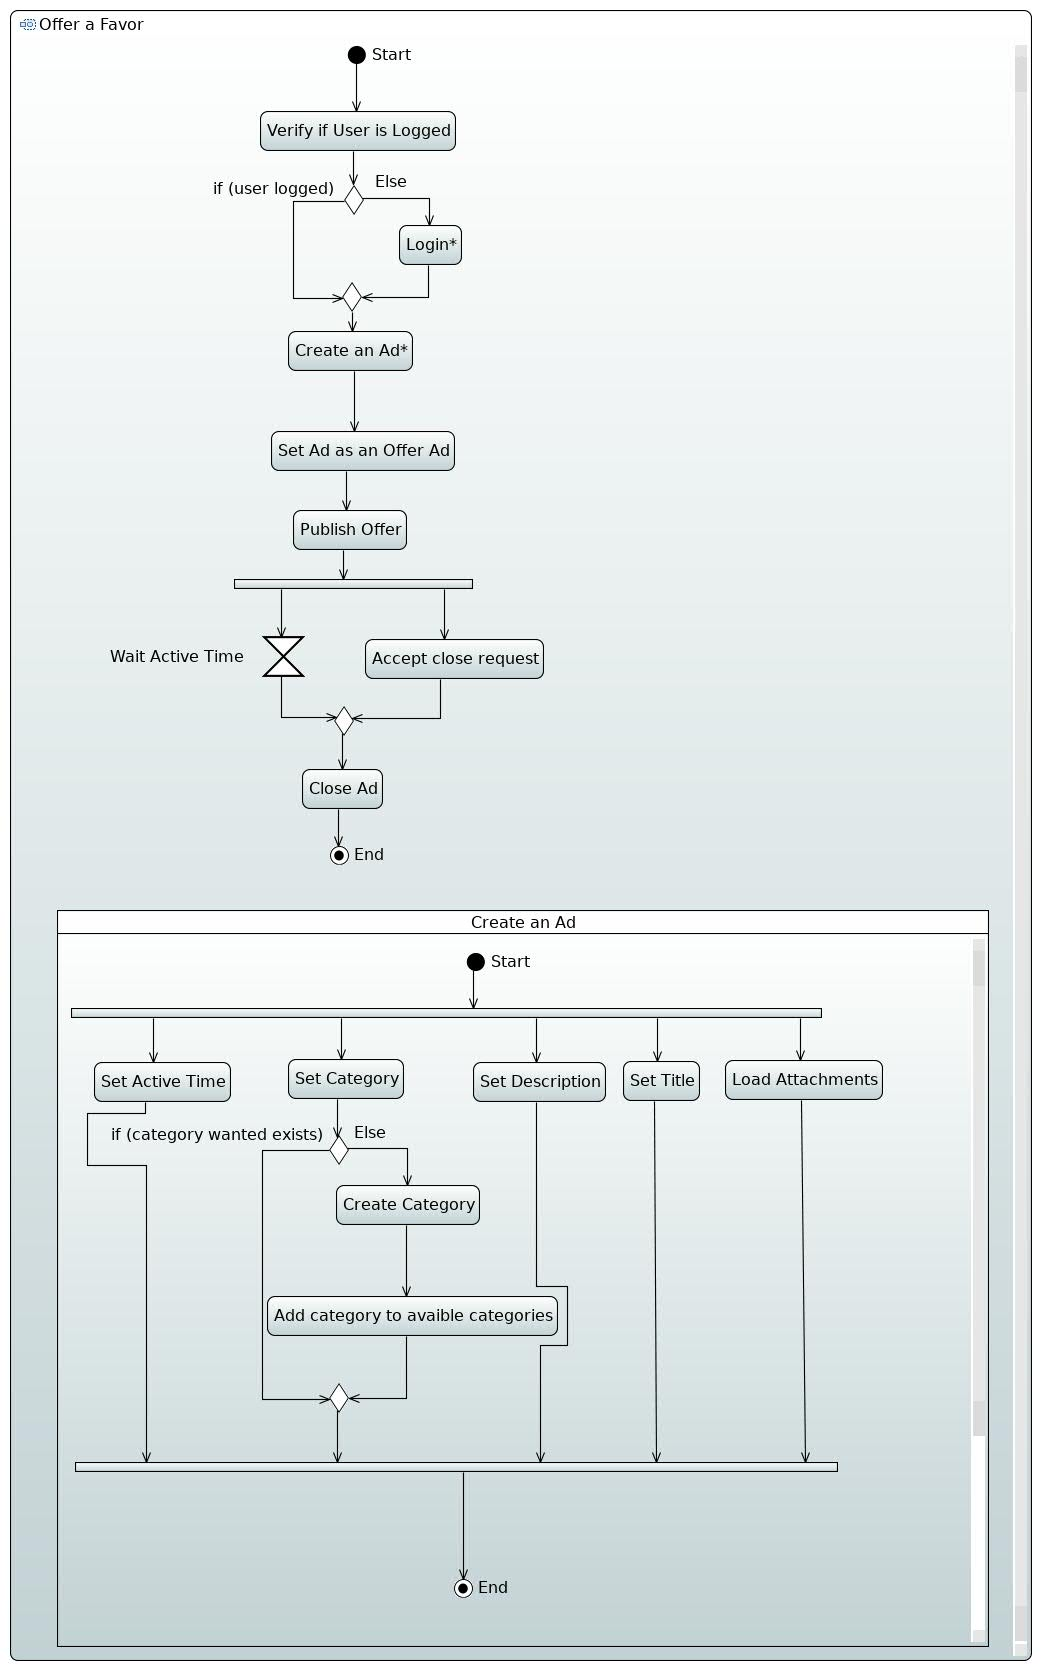 Offer a Favor
Start
Verify if User is Logged
if (user logged)
Else
Login*
Create an Ad*
Set Ad as an Offer Ad
Publish Offer
Wait Active Time
Accept close request
Close Ad
End
Create an Ad
Start
Set Active Time
Set Category
Set Description
Set Title
Load Attachments
if (category wanted exists)
Else
Create Category
Add category to avaible categories
End